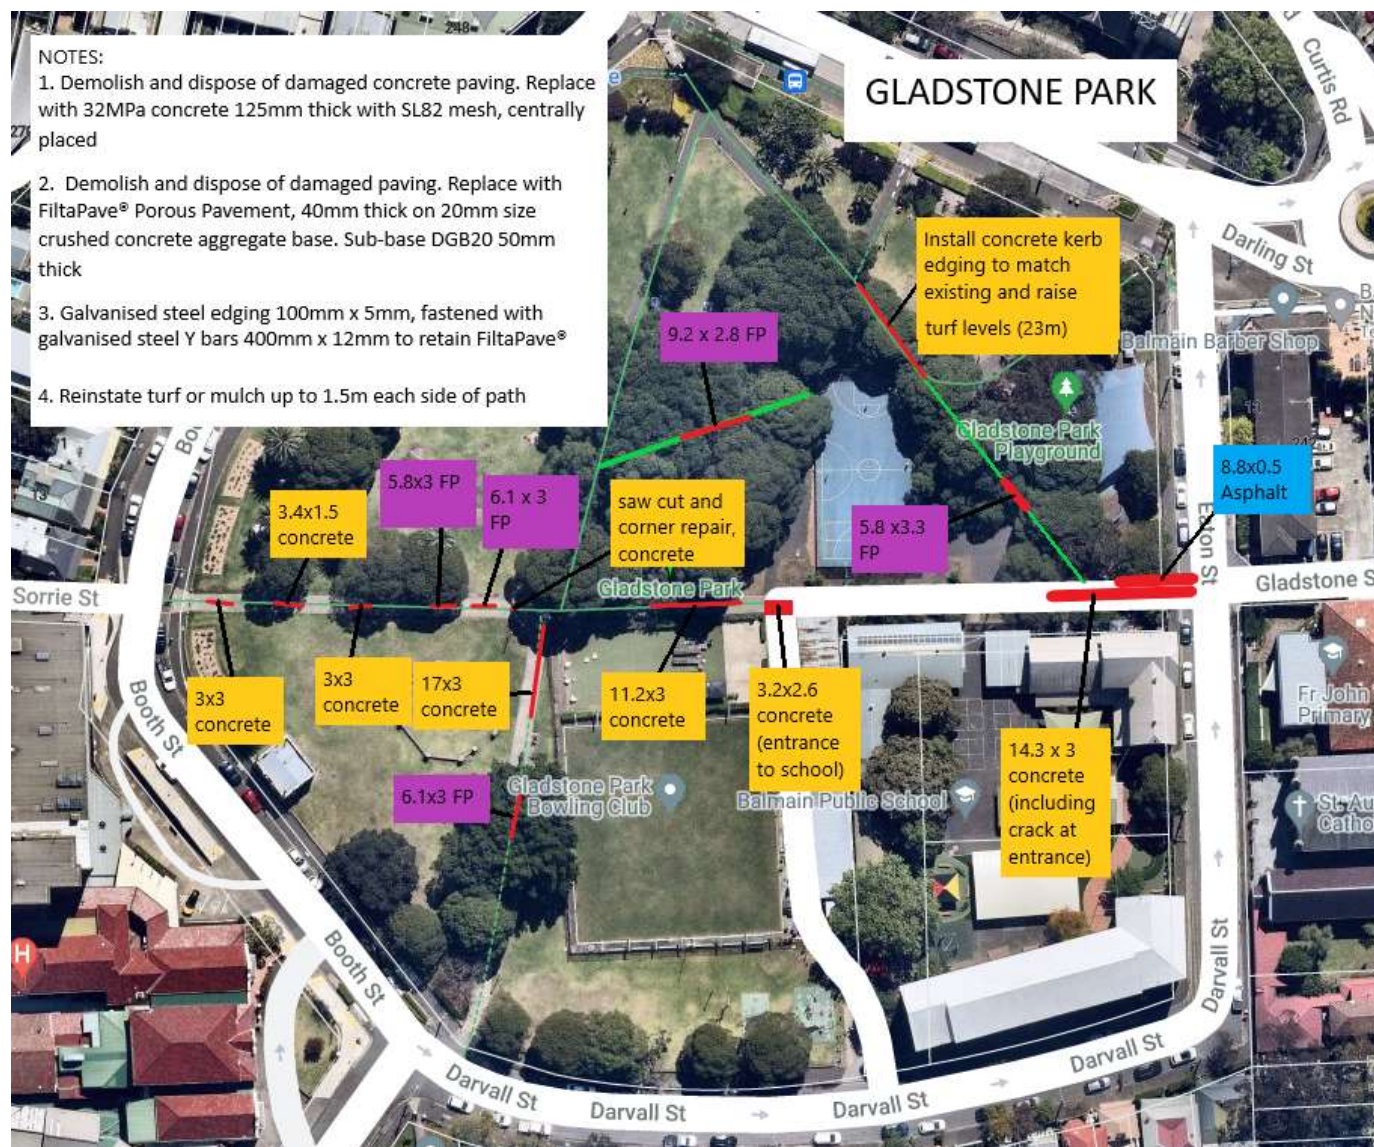 248
NOTES:
1. Demolish and dispose of damaged concrete paving. Replace
with 32MPa concrete 125mm thick with SL82 mesh, centrally
placed
2. Demolish and dispose of damaged paving. Replace with
FiltaPave® Porous Pavement, 40mm thick on 20mm size
crushed concrete aggregate base. Sub-base DGB20 50mm
thick
3. Galvanised steel edging 100mm x 5mm, fastened with
galvanised steel Y bars 400mm x 12mm to retain FiltaPave®
4. Reinstate turf or mulch up to 1.5m each side of path
GLADSTONE PARK
Curtis Rd
Darling St
Install concrete kerb
edging to match
existing and raise
turf levels (23m)
Balmain Barber Shop
9.2 x 2.8 FP
Gladstone Park
Playground
8.8x0.5
Asphalt
5.8x3 FP
6.1 x 3
FP
saw cut and
corner repair,
concrete
3.4x1.5
concrete
5.8 x3.3
FP
Eaton St
Sorrie St
Gladstone Park
Gladstone S
3x3
concrete
3x3
concrete
17x3
concrete
11.2x3
concrete
3.2x2.6
concrete
(entrance
to school)
14.3 x 3
concrete
(including
crack at
entrance)
Fr John
Primary
Booth St
6.1x3 FP
Gladstone Park
Bowling Club
Balmain Public School
St. Au
Catho
H
Booth St
Darvall St
Darvall St
Darvall St
Darvall St
Darvall St